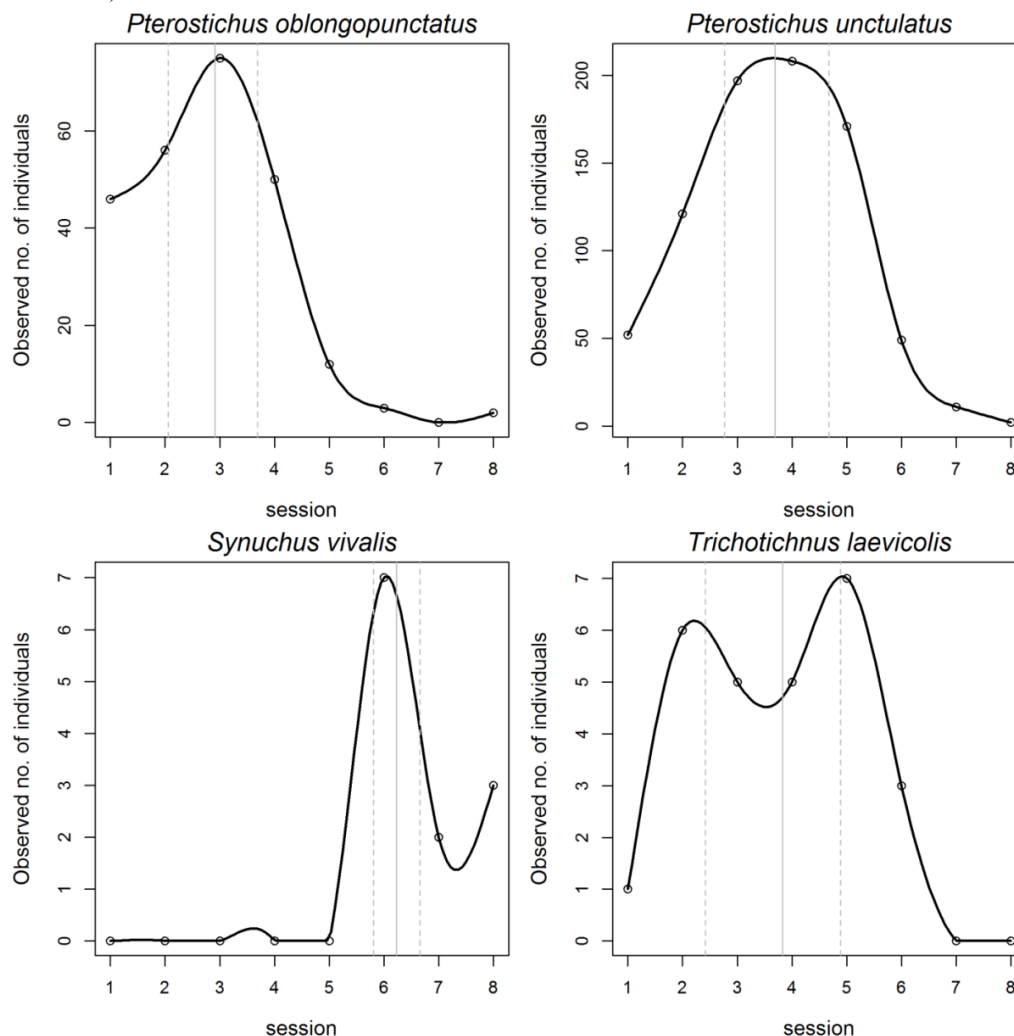 Pterostichus oblongopunctatus
Observed no. of individuals
60
40
20
0
1 2 3 4 5 6 7 8
session
Pterostichus unctulatus
Observed no. of individuals
200
150
100
50
0
1 2 3 4 5 6 7 8
session
Synuchus vivalis
Observed no. of individuals
7
6
5
4
3
2
1
0
1 2 3 4 5 6 7 8
session
Trichotichnus laevicolis
Observed no. of individuals
7
6
5
4
3
2
1
0
1 2 3 4 5 6 7 8
session